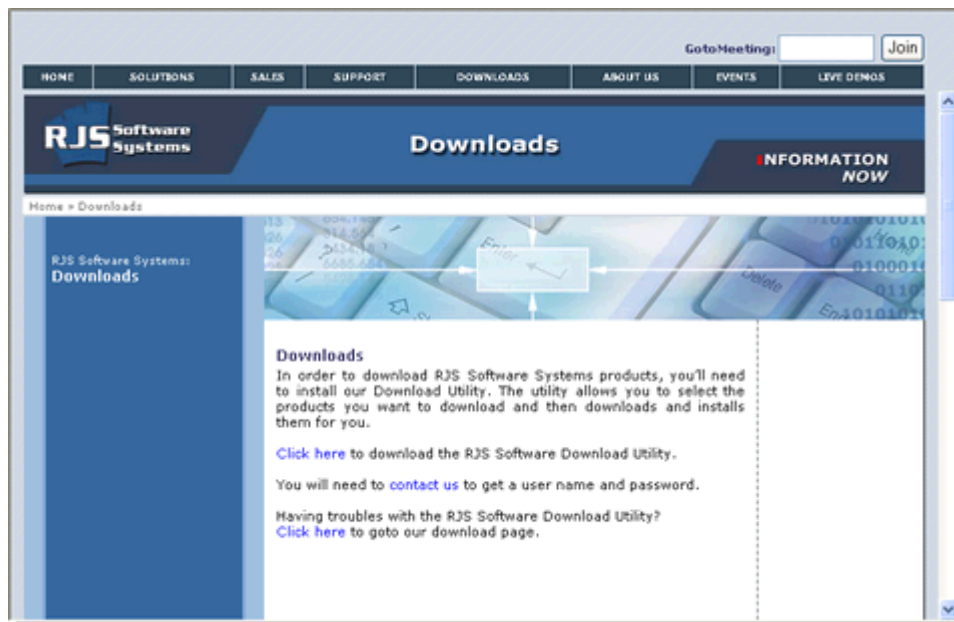 GotoMeeting: Join
HOME SOLUTIONS SALES SUPPORT DOWNLOADS ABOUT US EVENTS LIVE DEMOS
RJS Software
Systems
Downloads
INFORMATION
NOW
Home » Downloads
RJS Software Systems:
Downloads
Enter
Delete
End
Downloads
In order to download RJS Software Systems products, you'll need
to install our Download Utility. The utility allows you to select the
products you want to download and then downloads and installs
them for you.
Click here to download the RJS Software Download Utility.
You will need to contact us to get a user name and password.
Having troubles with the RJS Software Download Utility?
Click here to goto our download page.